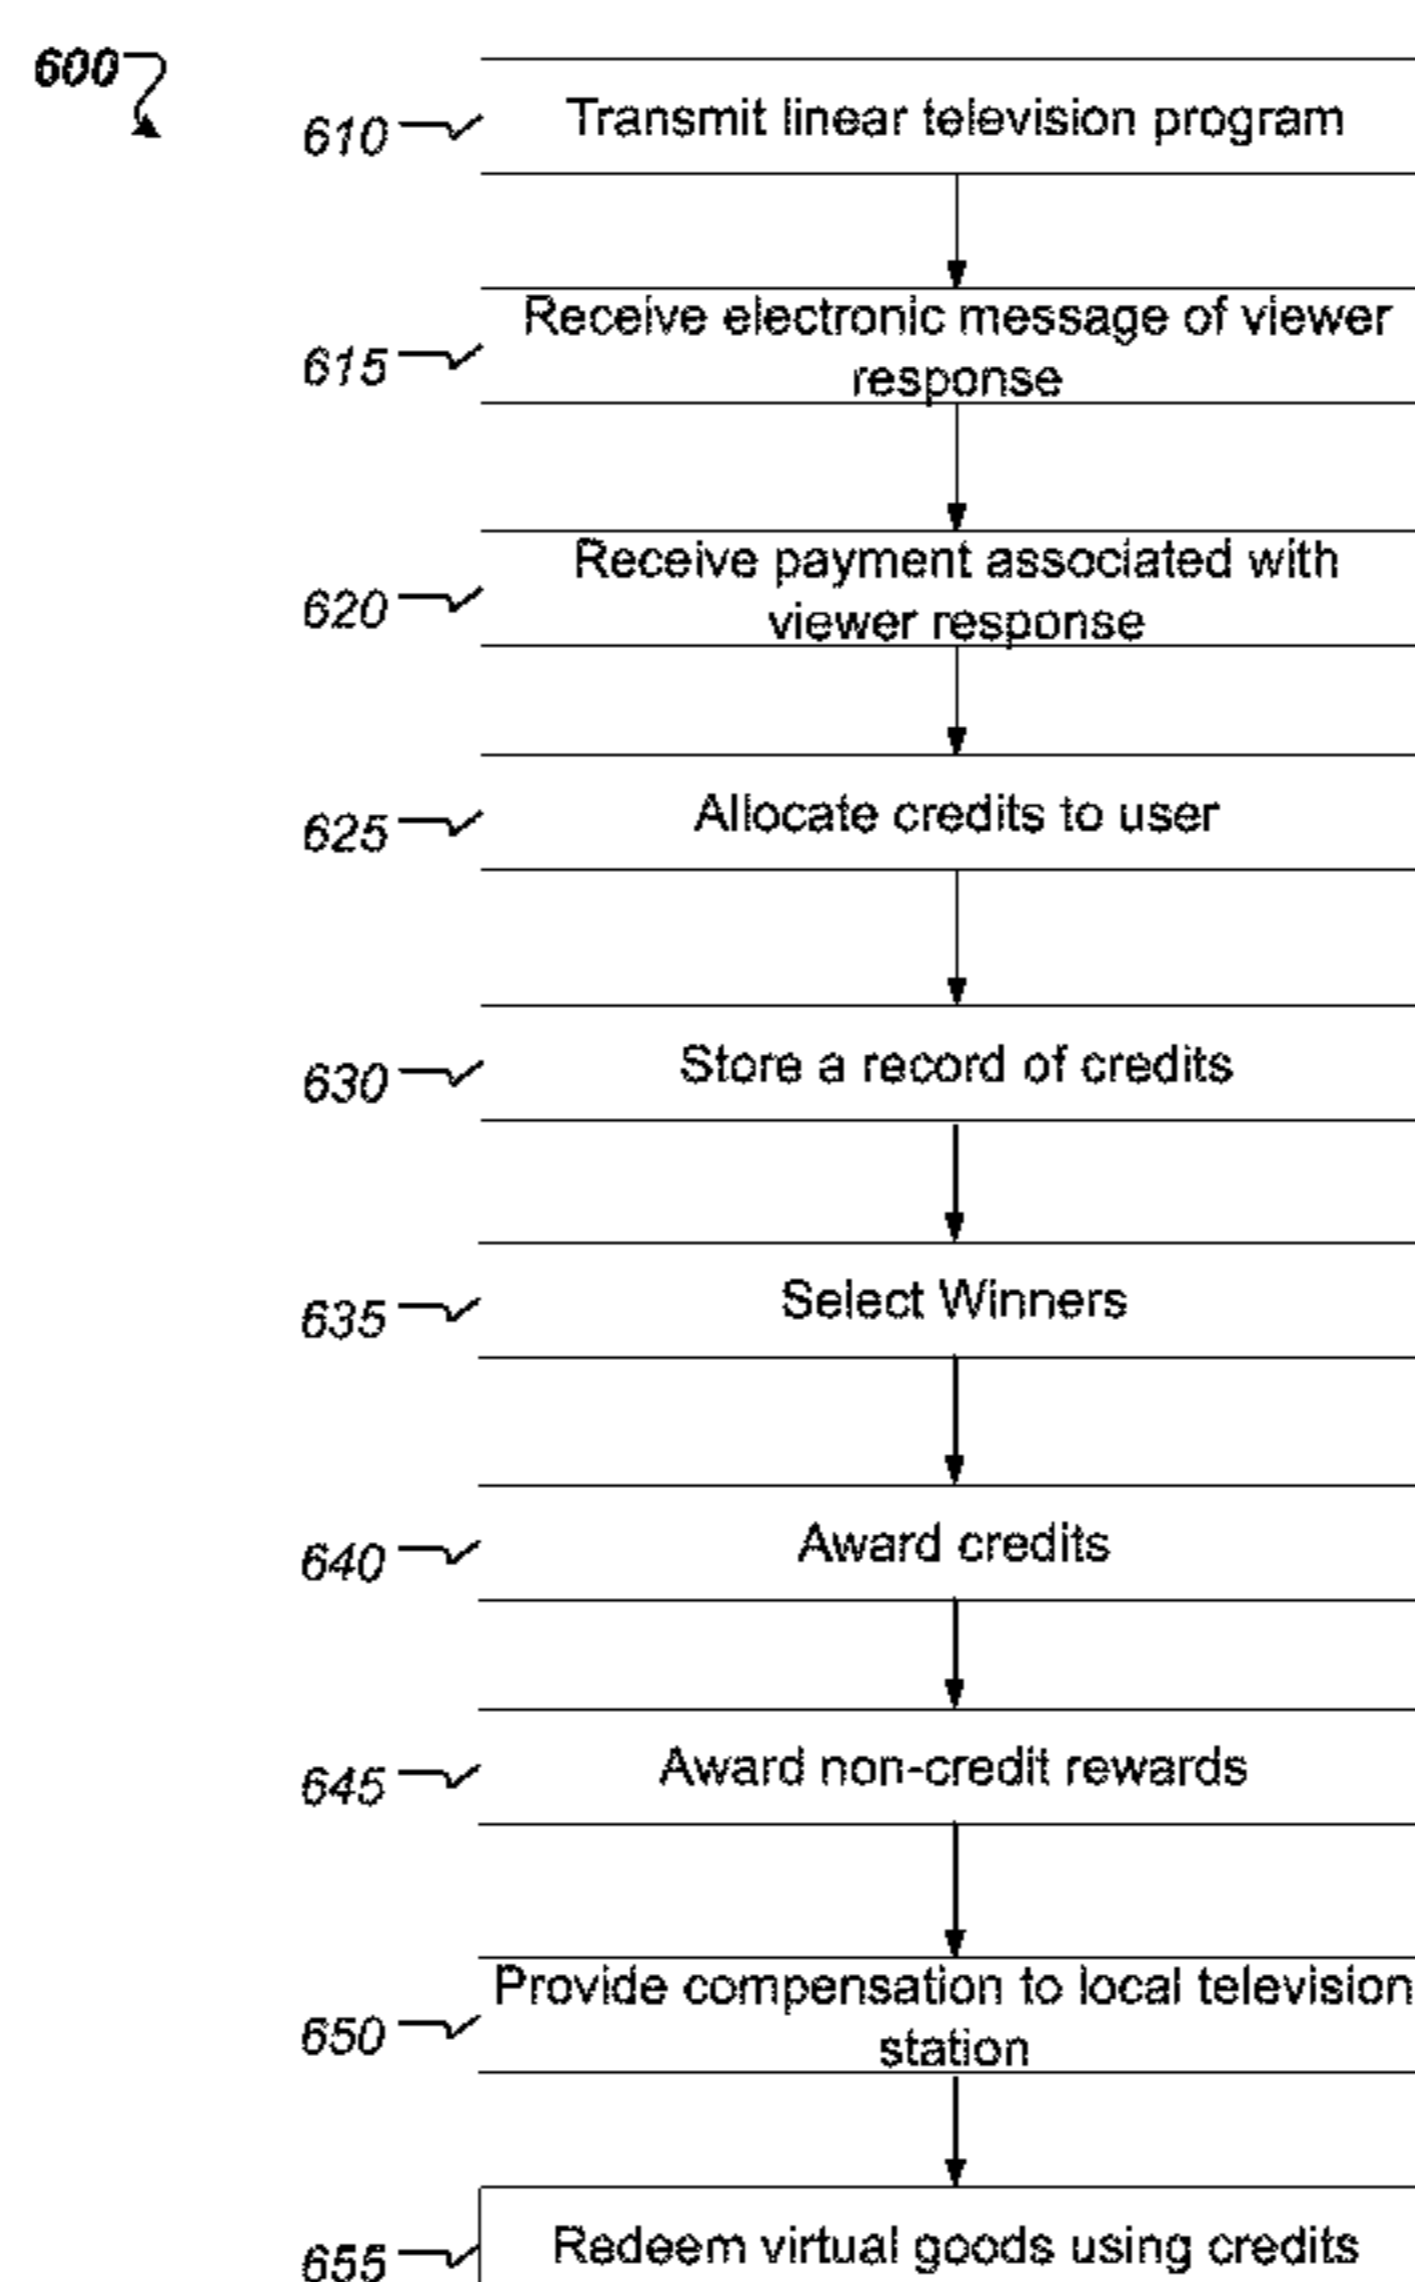 600
610 Transmit linear television program
Receive electronic message of viewer
615 response
Receive payment associated with
620 viewer response
625 Allocate credits to user
630 Store a record of credits
635 Select Winners
640 Award credits
645 Award non-credit rewards
Provide compensation to local television
650 station
655 Redeem virtual goods using credits